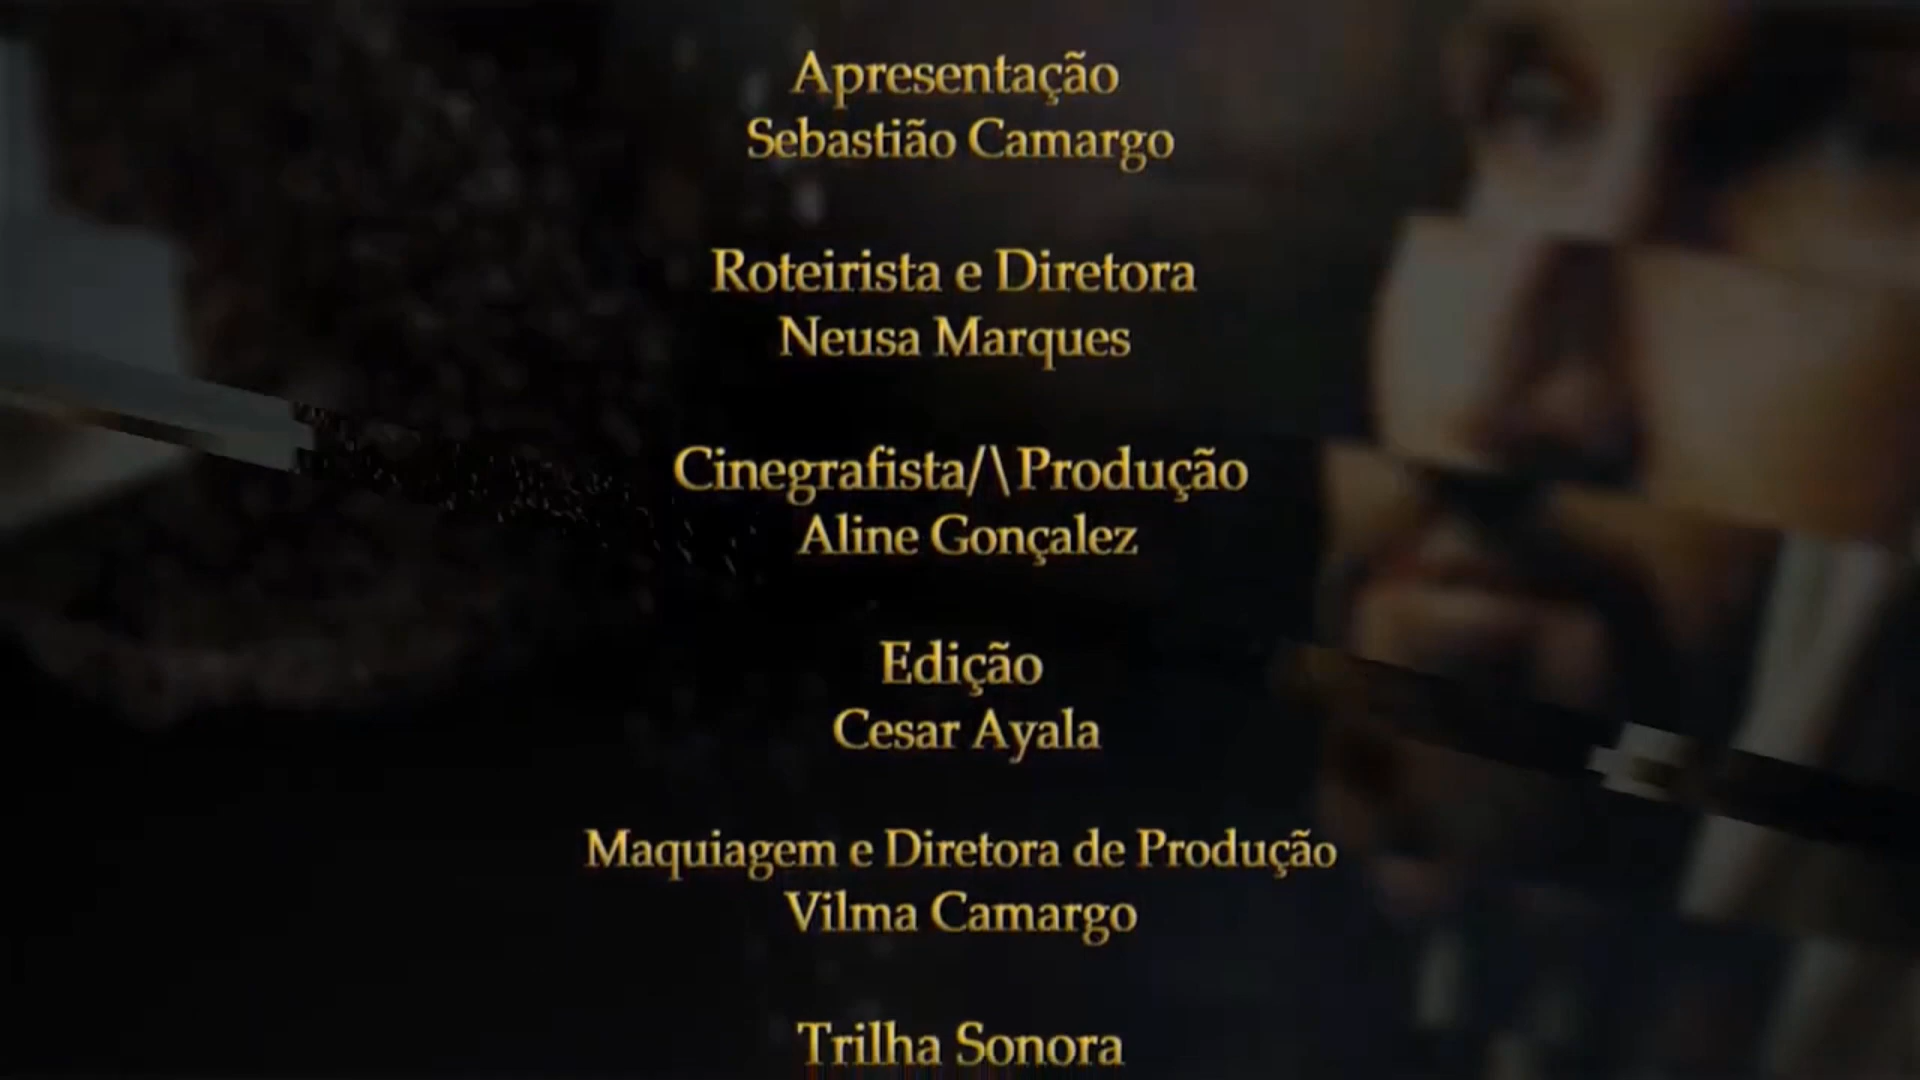 Apresentação
Sebastião Camargo
Roteirista e Diretora
Neusa Marques
Cinegrafista/\Produção
Aline Gonçalez
Edição
Cesar Ayala
Maquiagem e Diretora de Produção
Vilma Camargo
Trilha Sonora